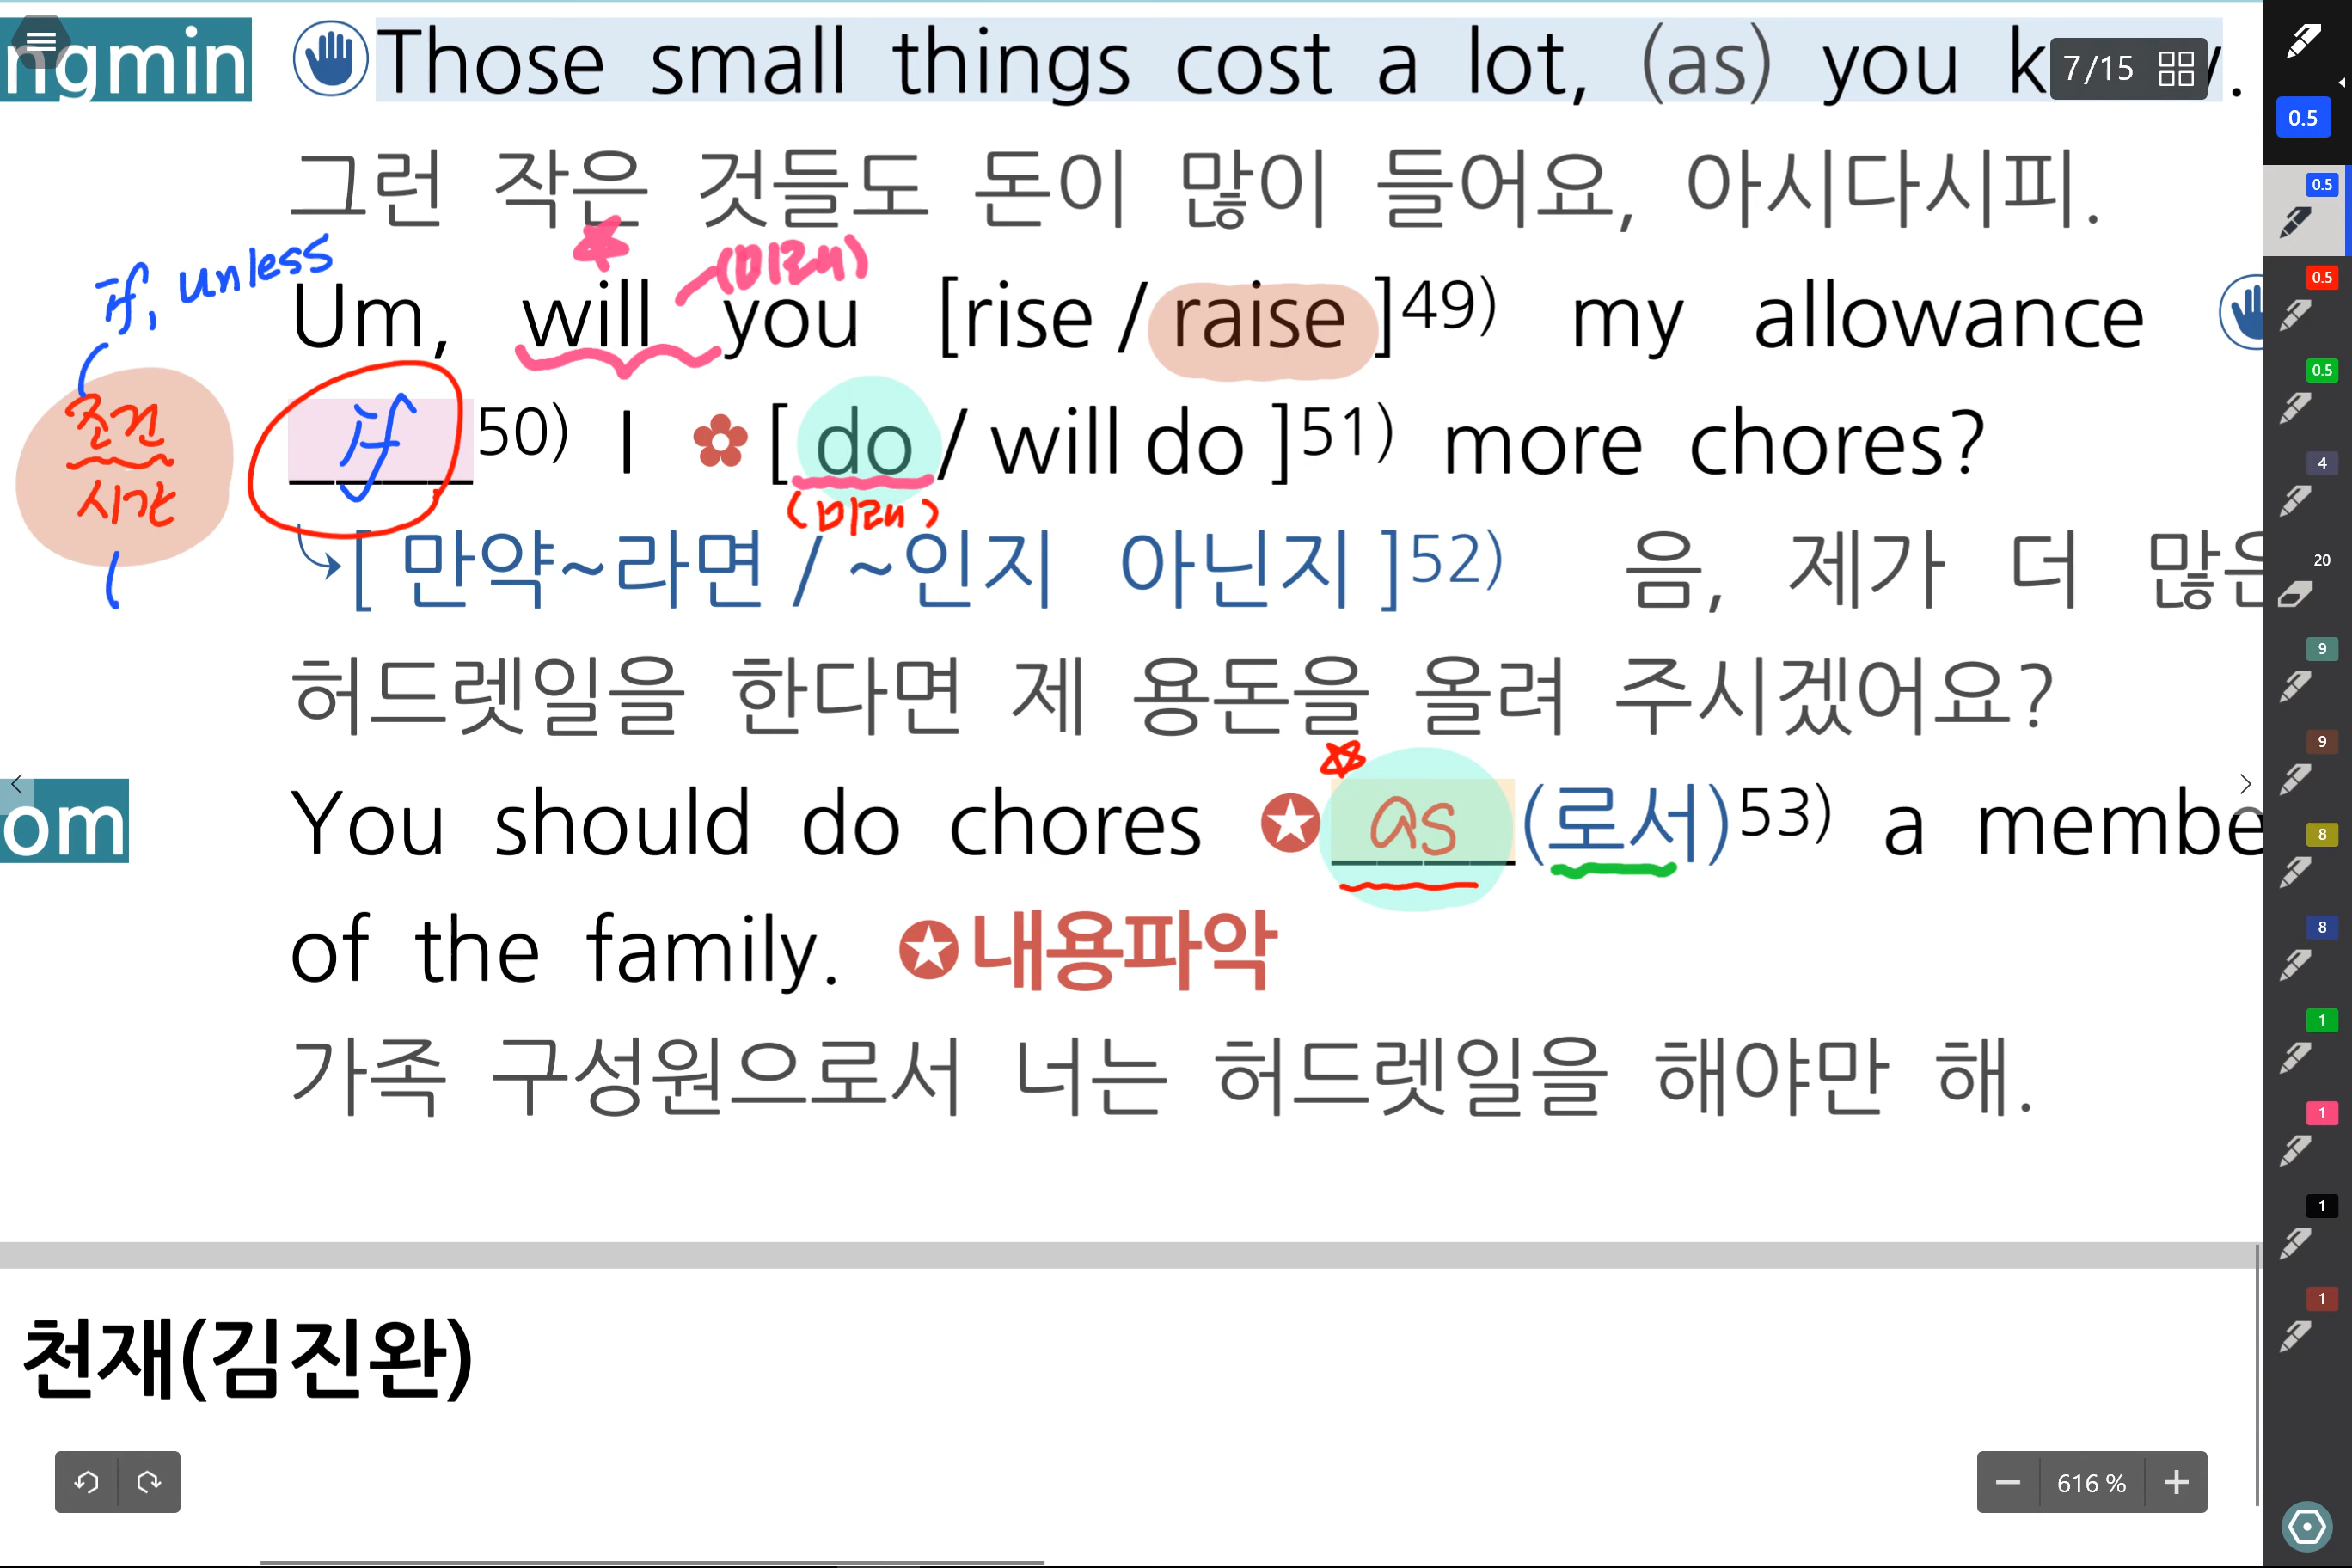 ngmin Those small things cost a lot, (as) you k
7/15
그런 작은 것들도 돈이 많이 들어요, 아시다시피.
if, unless
(미래)
Um, will you [rise / raise ]49) my allowance
조건
시간
if 50) I [ do / will do ]51) more chores?
(미래)
[ 만약~라면 / ~인지 아닌지 ]52) 음, 제가 더 많은
허드렛일을 한다면 제 용돈을 올려 주시겠어요?
om You should do chores as (로서)53) a membe
of the family. 내용파악
가족 구성원으로서 너는 허드렛일을 해야만 해.
천재(김진완)
616 %
0.5
0.5
0.5
0.5
4
20
9
9
8
8
1
1
1
1